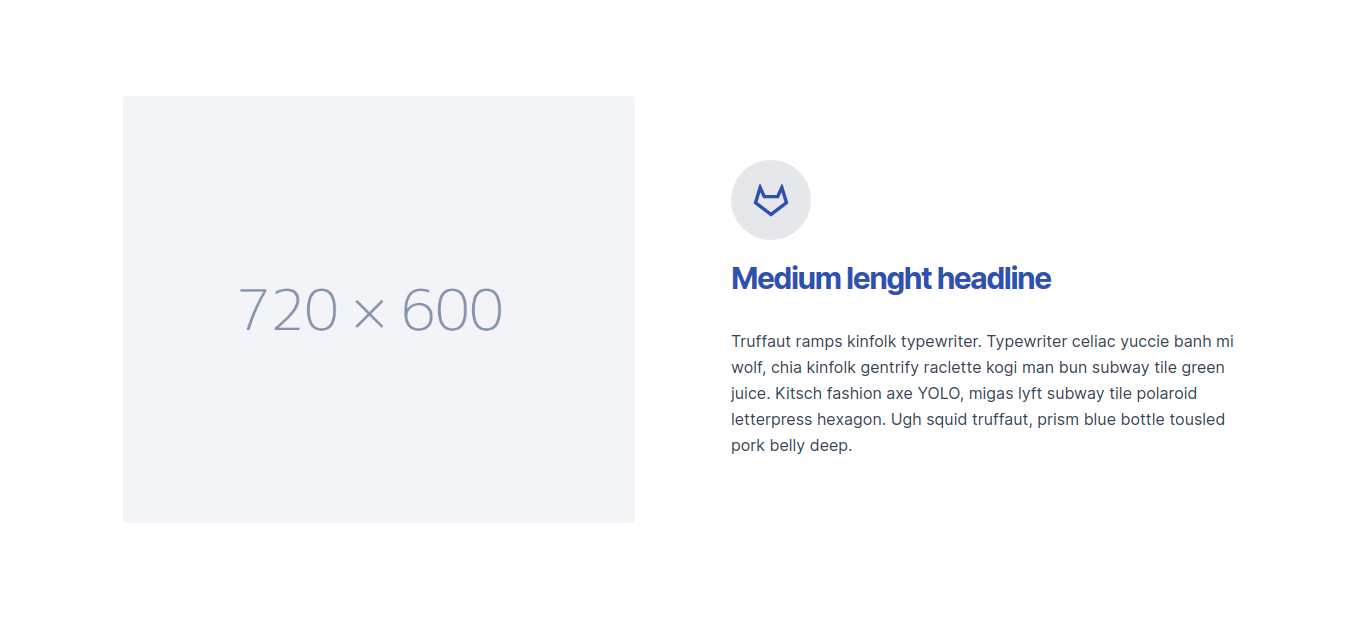 720 × 600
Medium lenght headline
Truffaut ramps kinfolk typewriter. Typewriter celiac yuccie banh mi
wolf, chia kinfolk gentrify raclette kogi man bun subway tile green
juice. Kitsch fashion axe YOLO, migas lyft subway tile polaroid
letterpress hexagon. Ugh squid truffaut, prism blue bottle tousled
pork belly deep.